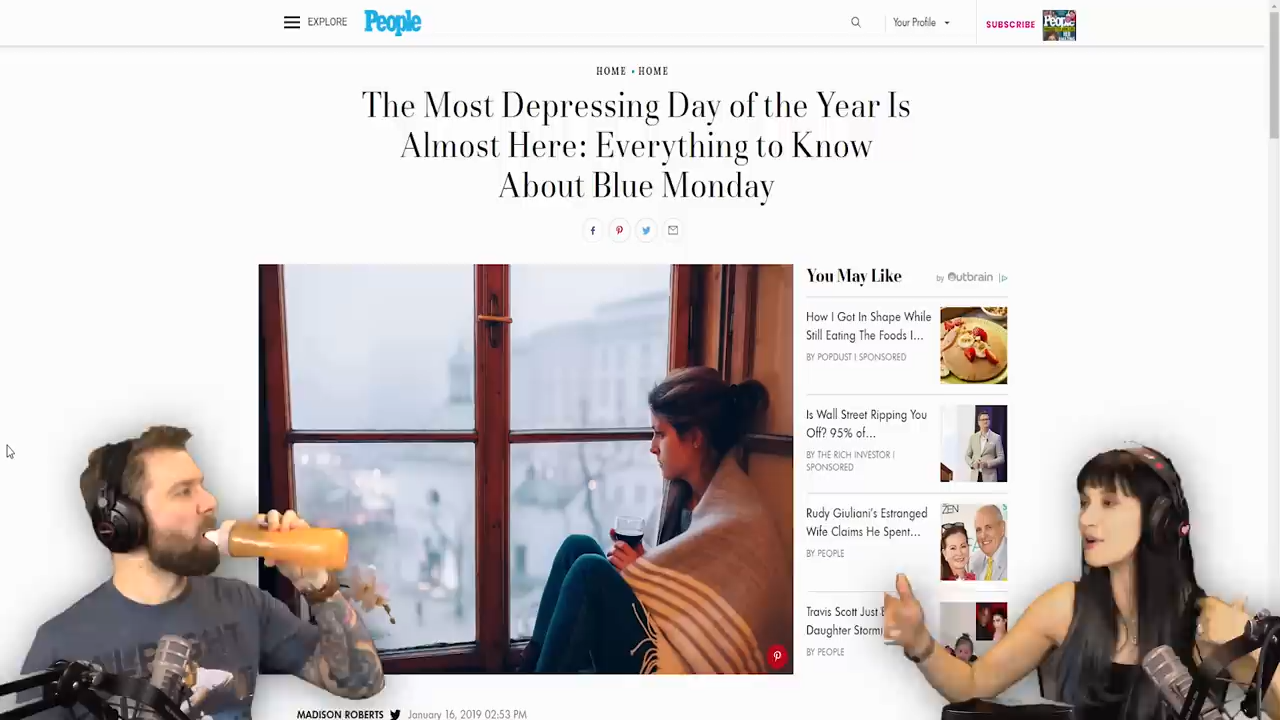 EXPLORE
People
Your Profile
SUBSCRIBE
People
HOME • HOME
The Most Depressing Day of the Year Is
Almost Here: Everything to Know
About Blue Monday
You May Like
by Outbrain
How I Got In Shape While
Still Eating The Foods I...
BY POPDUST | SPONSORED
Is Wall Street Ripping You
Off? 95% of...
BY THE RICH INVESTOR |
SPONSORED
Rudy Giuliani's Estranged
Wife Claims He Spent...
BY PEOPLE
Travis Scott Just
Daughter Stormi
BY PEOPLE
MADISON ROBERTS
January 16, 2019 02:53 PM